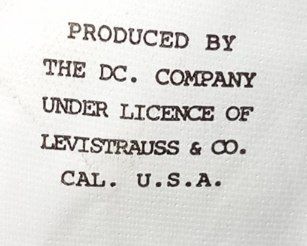 PRODUCED BY
THE DC. COMPANY
UNDER LICENCE OF
LEVISTRAUSS & CO.
CAL. U.S.A.